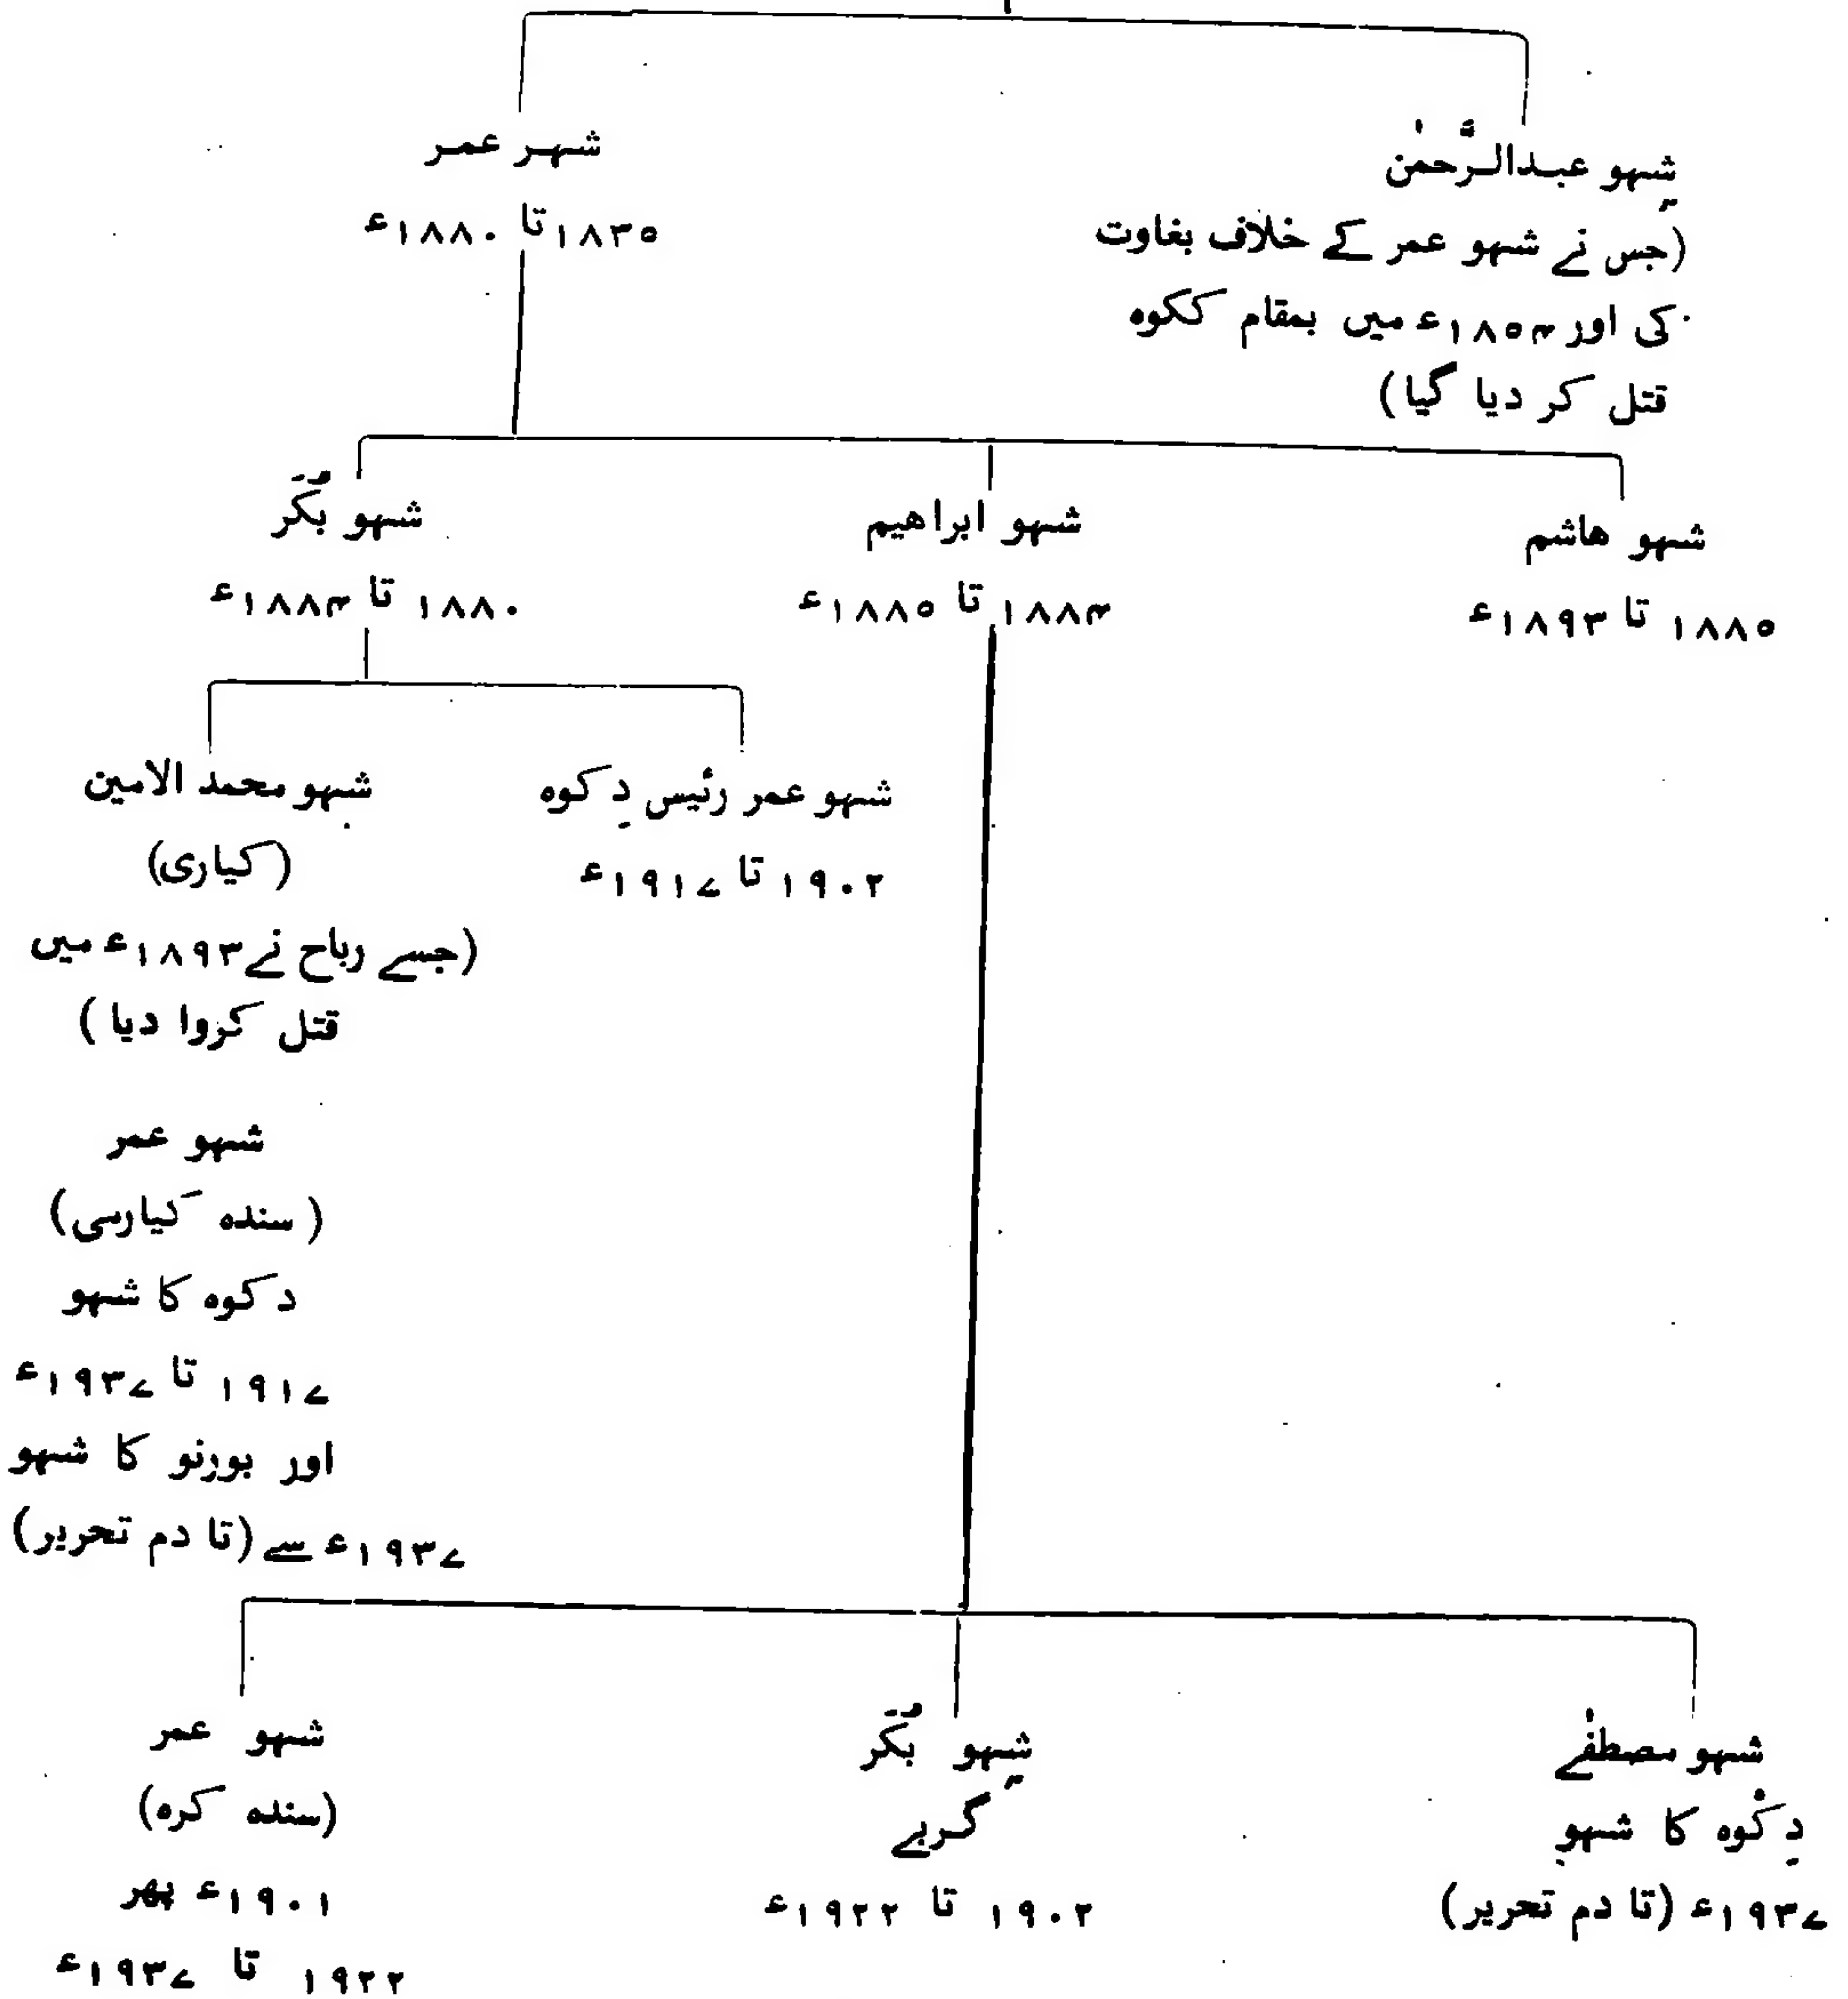 شہو عبدالرّحمٰن
(جس نے شہو عمر کے خلاف بغاوت
کی اور ۱۸۵۴ء میں بمقام ککوہ
قتل کر دیا گیا)
شہر عمر
۱۸۳۵ تا ۱۸۸۰ء
شہو ھاشم
۱۸۸۵ تا ۱۸۹۳ء
شہو ابراھیم
۱۸۸۴ تا ۱۸۸۵ء
شہو بُکَر
۱۸۸۰ تا ۱۸۸۴ء
شہو عمر رئیس دِکوہ
۱۹۰۲ تا ۱۹۱۷ء
شہو محمد الامین
(کیاری)
(جسے رباح نے ۱۸۹۳ء میں
قتل کروا دیا)
شہو عمر
(سندہ کیارسی)
دکوہ کا شہو
۱۹۱۷ تا ۱۹۳۷ء
اور بورنو کا شہو
۱۹۳۷ء سے (تا دم تحریر)
شہو مصطفٰے
دِکْوہ کا شہو
۱۹۳۷ء (تا دم تحریر)
شہو بُکَر
گربے
۱۹۰۲ تا ۱۹۲۲ء
شہو عمر
(سندہ کرہ)
۱۹۰۱ء پھر
۱۹۲۲ تا ۱۹۳۷ء